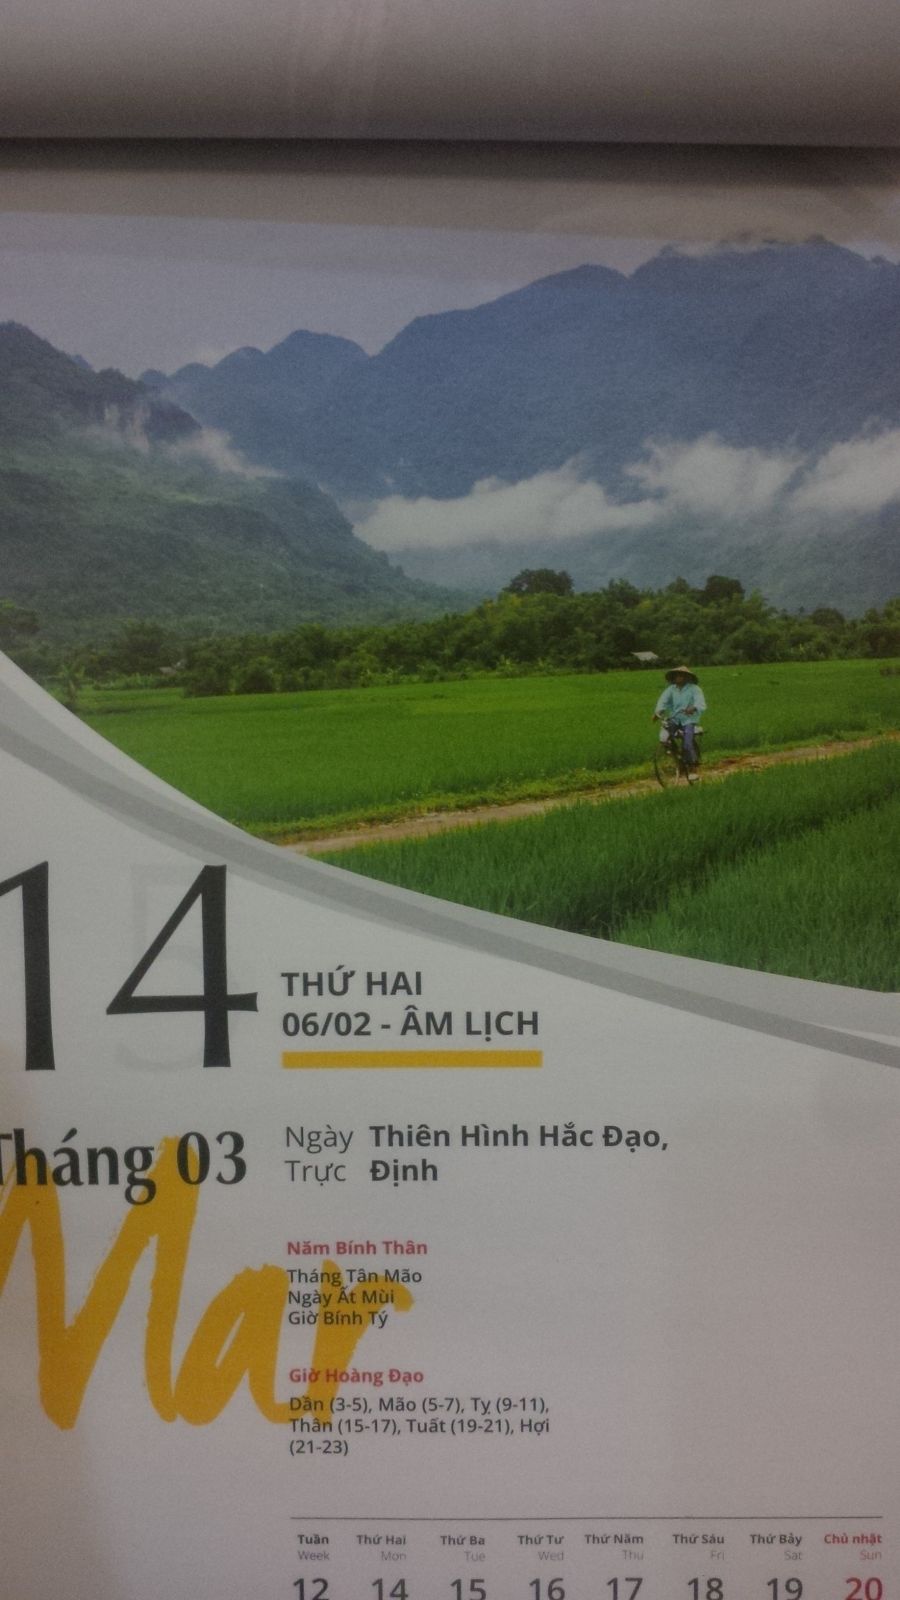 14
THỨ HAI
06/02 - ÂM LỊCH
Tháng 03
Mar
Ngày Thiên Hình Hắc Đạo,
Trực Định
Năm Bính Thân
Tháng Tân Mão
Ngày Ất Mùi
Giờ Bính Tý
Giờ Hoàng Đạo
Dần (3-5), Mão (5-7), Tỵ (9-11),
Thân (15-17), Tuất (19-21), Hợi
(21-23)
Tuần Thứ Hai Thứ Ba Thứ Tư Thứ Năm Thứ Sáu Thứ Bảy Chủ nhật
Week Mon Tue Wed Thu Fri Sat Sun
12 14 15 16 17 18 19 20